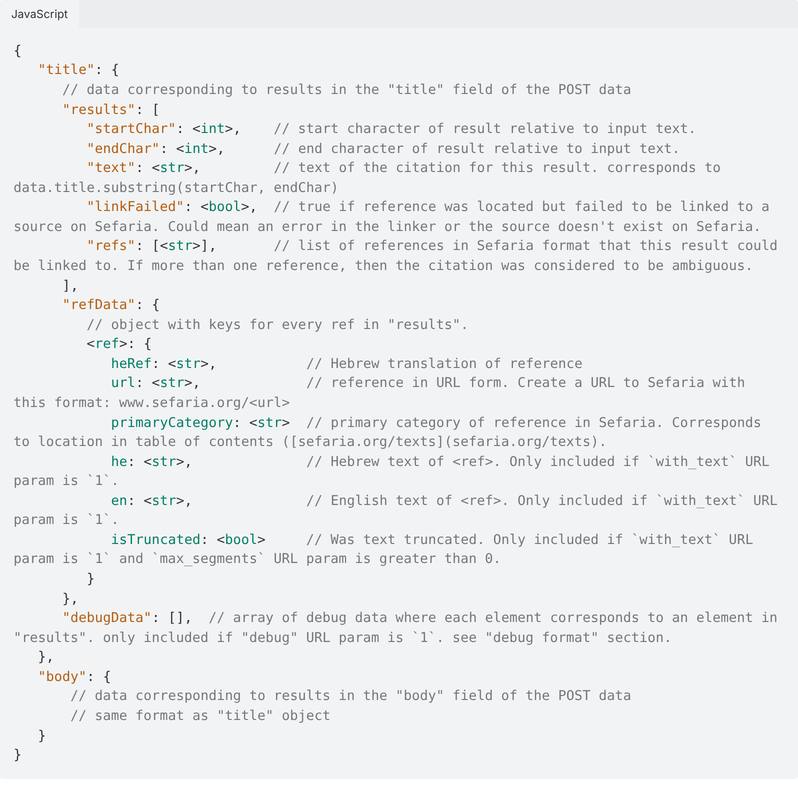 JavaScript
{
   "title": {
      // data corresponding to results in the "title" field of the POST data
      "results": [
         "startChar": <int>,    // start character of result relative to input text.
         "endChar": <int>,      // end character of result relative to input text.
         "text": <str>,         // text of the citation for this result. corresponds to
data.title.substring(startChar, endChar)
         "linkFailed": <bool>,  // true if reference was located but failed to be linked to a
source on Sefaria. Could mean an error in the linker or the source doesn't exist on Sefaria.
         "refs": [<str>],       // list of references in Sefaria format that this result could
be linked to. If more than one reference, then the citation was considered to be ambiguous.
      ],
      "refData": {
         // object with keys for every ref in "results".
         <ref>: {
            heRef: <str>,           // Hebrew translation of reference
            url: <str>,             // reference in URL form. Create a URL to Sefaria with
this format: www.sefaria.org/<url>
            primaryCategory: <str>  // primary category of reference in Sefaria. Corresponds
to location in table of contents ([sefaria.org/texts](sefaria.org/texts).
            he: <str>,              // Hebrew text of <ref>. Only included if `with_text` URL
param is `1`.
            en: <str>,              // English text of <ref>. Only included if `with_text` URL
param is `1`.
            isTruncated: <bool>     // Was text truncated. Only included if `with_text` URL
param is `1` and `max_segments` URL param is greater than 0.
         }
      },
      "debugData": [],  // array of debug data where each element corresponds to an element in
"results". only included if "debug" URL param is `1`. see "debug format" section.
   },
   "body": {
       // data corresponding to results in the "body" field of the POST data
       // same format as "title" object
   }
}